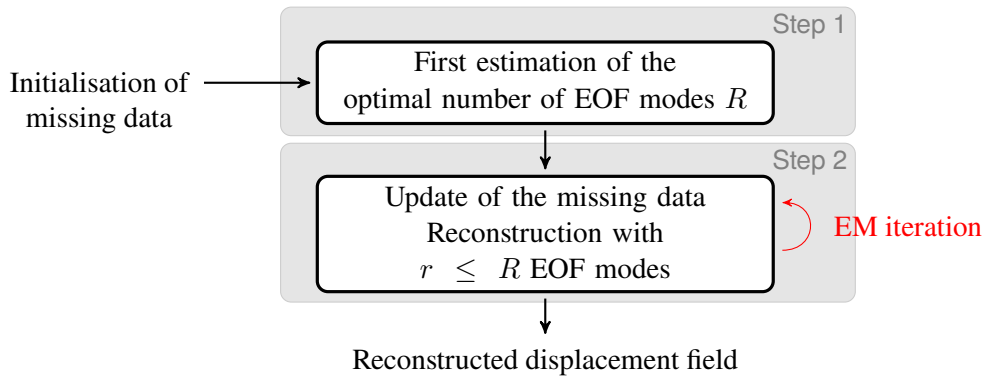 Step 1
Initialisation of
missing data
First estimation of the
optimal number of EOF modes R
Step 2
Update of the missing data
Reconstruction with
r ≤ R EOF modes
EM iteration
Reconstructed displacement field